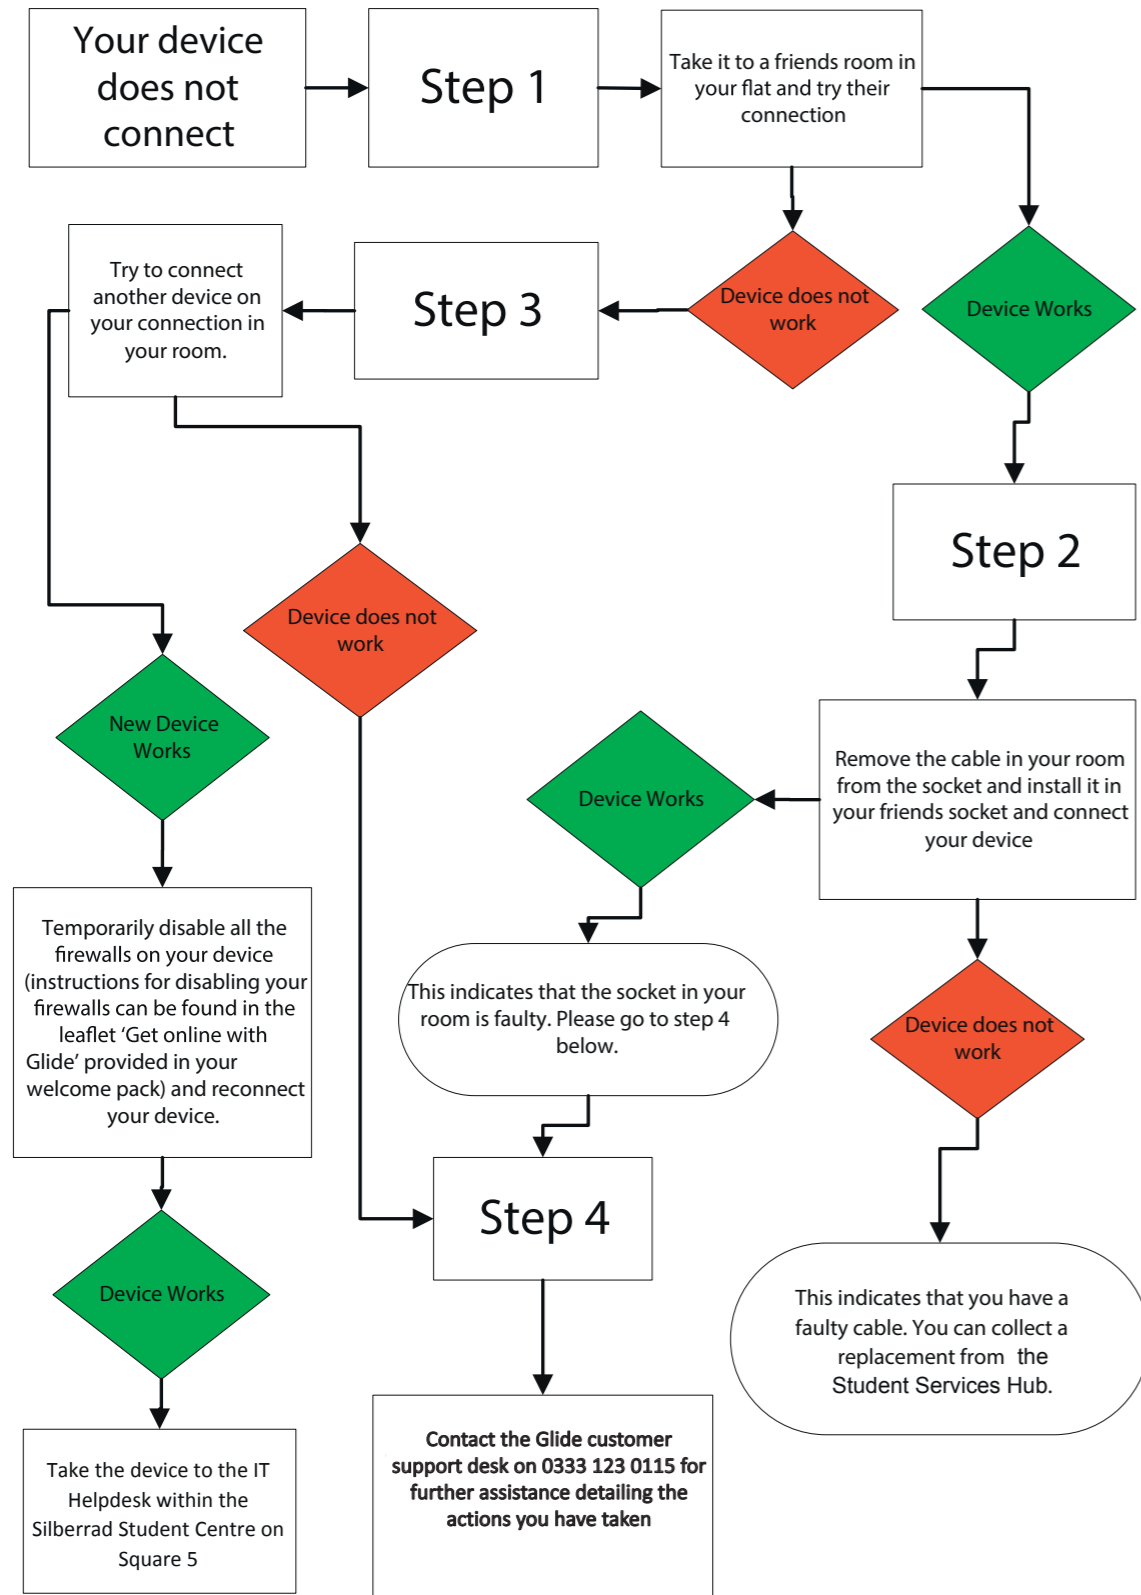 Your device
does not
connect
Step 1
Take it to a friends room in
your flat and try their
connection
Try to connect
another device on
your connection in
your room.
Step 3
Device does not
work
Device Works
Step 2
Device does not
work
New Device
Works
Device Works
Remove the cable in your room
from the socket and install it in
your friends socket and connect
your device
Temporarily disable all the
firewalls on your device
(instructions for disabling your
firewalls can be found in the
leaflet ‘Get online with
Glide’ provided in your
welcome pack) and reconnect
your device.
This indicates that the socket in your
room is faulty. Please go to step 4
below.
Device does not
work
Step 4
Device Works
This indicates that you have a
faulty cable. You can collect a
replacement from the
Student Services Hub.
Take the device to the IT
Helpdesk within the
Silberrad Student Centre on
Square 5
Contact the Glide customer
support desk on 0333 123 0115 for
further assistance detailing the
actions you have taken